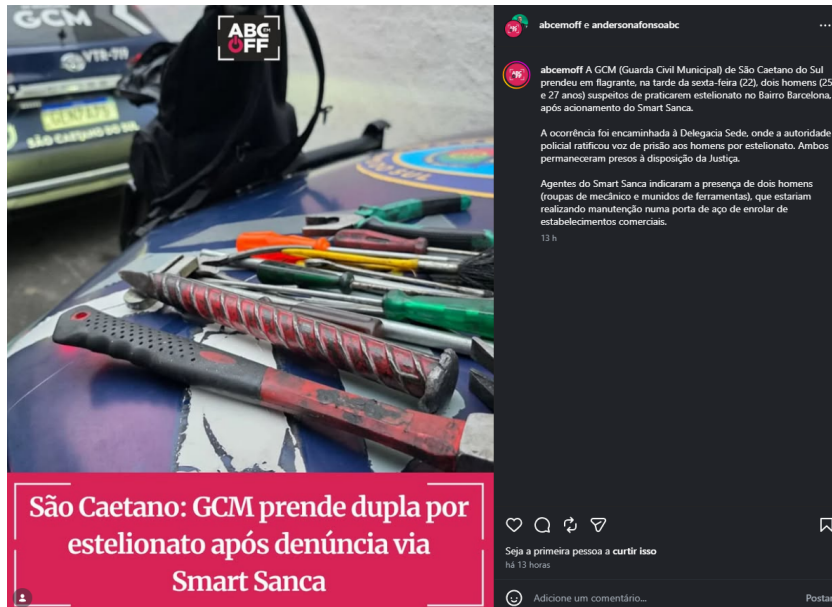 GCM
VTR-719
SÃO CAETANO DO SUL
ABC
EM
OFF
DO SUL
São Caetano: GCM prende dupla por
estelionato após denúncia via
Smart Sanca
abcemoff e andersonafonsoabc
abcemoff A GCM (Guarda Civil Municipal) de São Caetano do Sul
prendeu em flagrante, na tarde da sexta-feira (22), dois homens (25
e 27 anos) suspeitos de praticarem estelionato no Bairro Barcelona,
após acionamento do Smart Sanca.
A ocorrência foi encaminhada à Delegacia Sede, onde a autoridade
policial ratificou voz de prisão aos homens por estelionato. Ambos
permaneceram presos à disposição da Justiça.
Agentes do Smart Sanca indicaram a presença de dois homens
(roupas de mecânico e munidos de ferramentas), que estariam
realizando manutenção numa porta de aço de enrolar de
estabelecimentos comerciais.
13 h
Seja a primeira pessoa a curtir isso
há 13 horas
Adicione um comentário...
Postar